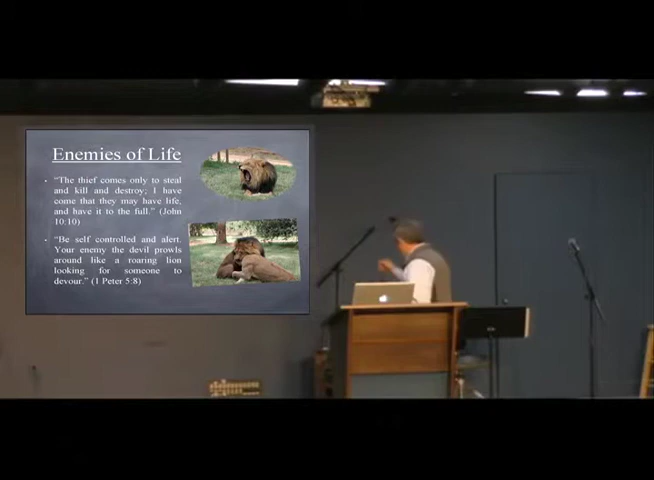 Enemies of Life
• "The thief comes only to steal
and kill and destroy; I have
come that they may have life,
and have it to the full." (John
10:10)
• "Be self controlled and alert.
Your enemy the devil prowls
around like a roaring lion
looking for someone to
devour." (1 Peter 5:8)